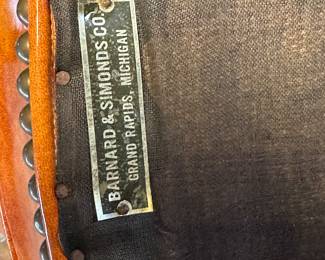 BARNARD & SIMONDS CO.
GRAND RAPIDS, MICHIGAN